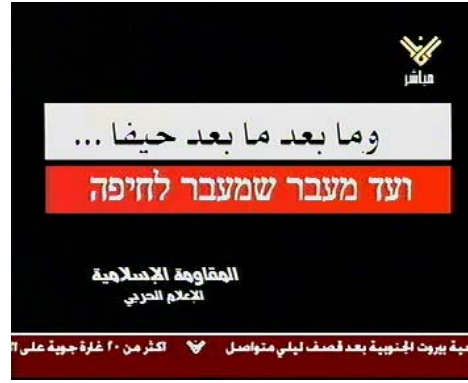 مباشر
وما بعد ما بعد حيفا ...
ועד מעבר שמעבר לחיפה
المقاومة الإسلامية
الإعلام الحربي
بيروت الجنوبية بعد قصف ليلي متواصل اكثر من ٢٠ غارة جوية على